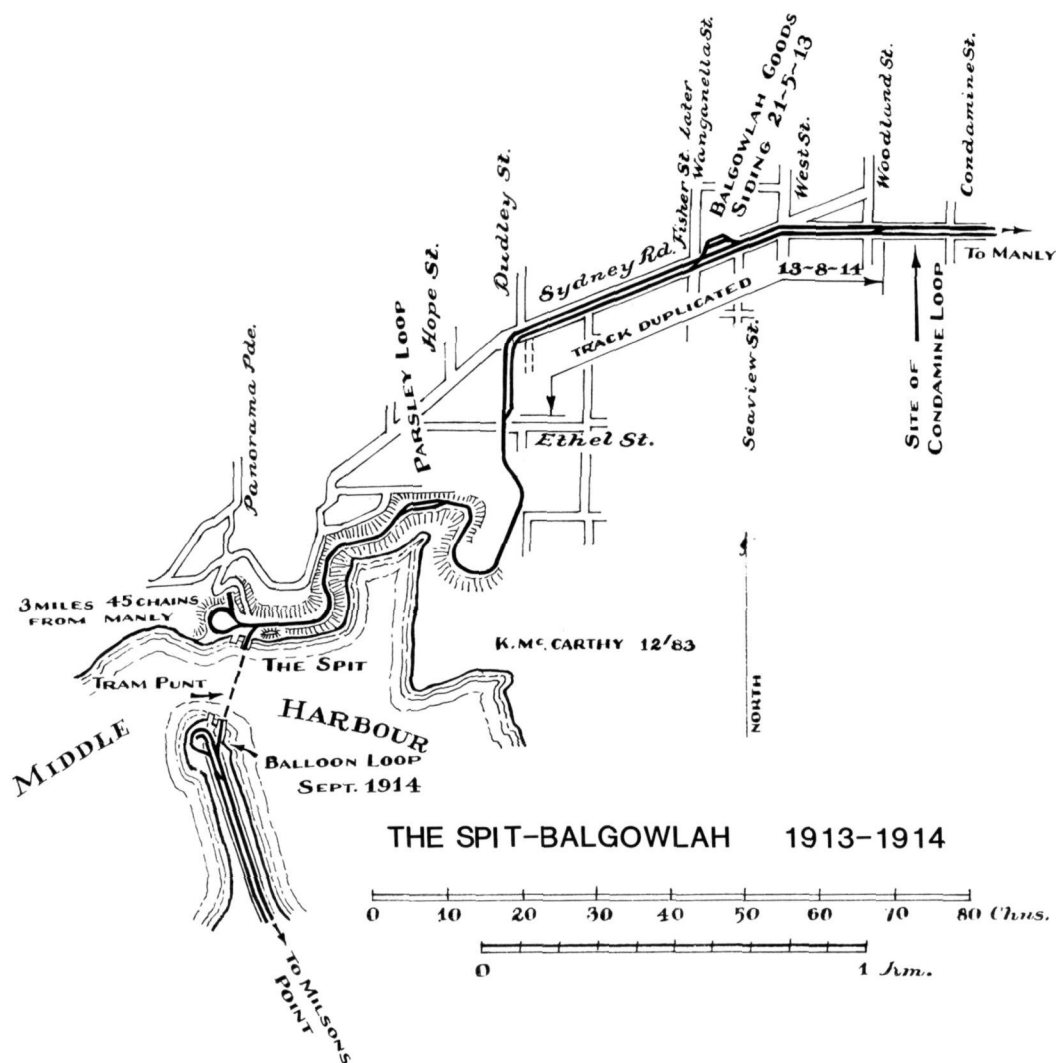 Fisher St. Later
Wanganella St.
BALGOWLAH GOODS
SIDING 21-5-13
West St.
Woodland St.
Condamine St.
Dudley St.
Sydney Rd.
TO MANLY
13-8-14
TRACK DUPLICATED
Hope St.
PARSLEY LOOP
Panorama Pde.
Seaview St.
SITE OF
CONDAMINE LOOP
Ethel St.
3 MILES 45 CHAINS
FROM MANLY
K. Mc. CARTHY 12/83
THE SPIT
TRAM PUNT
NORTH
MIDDLE HARBOUR
BALLOON LOOP
SEPT. 1914
THE SPIT-BALGOWLAH 1913-1914
0 10 20 30 40 50 60 70 80 Chns.
0 1 Km.
TO MILSONS
POINT